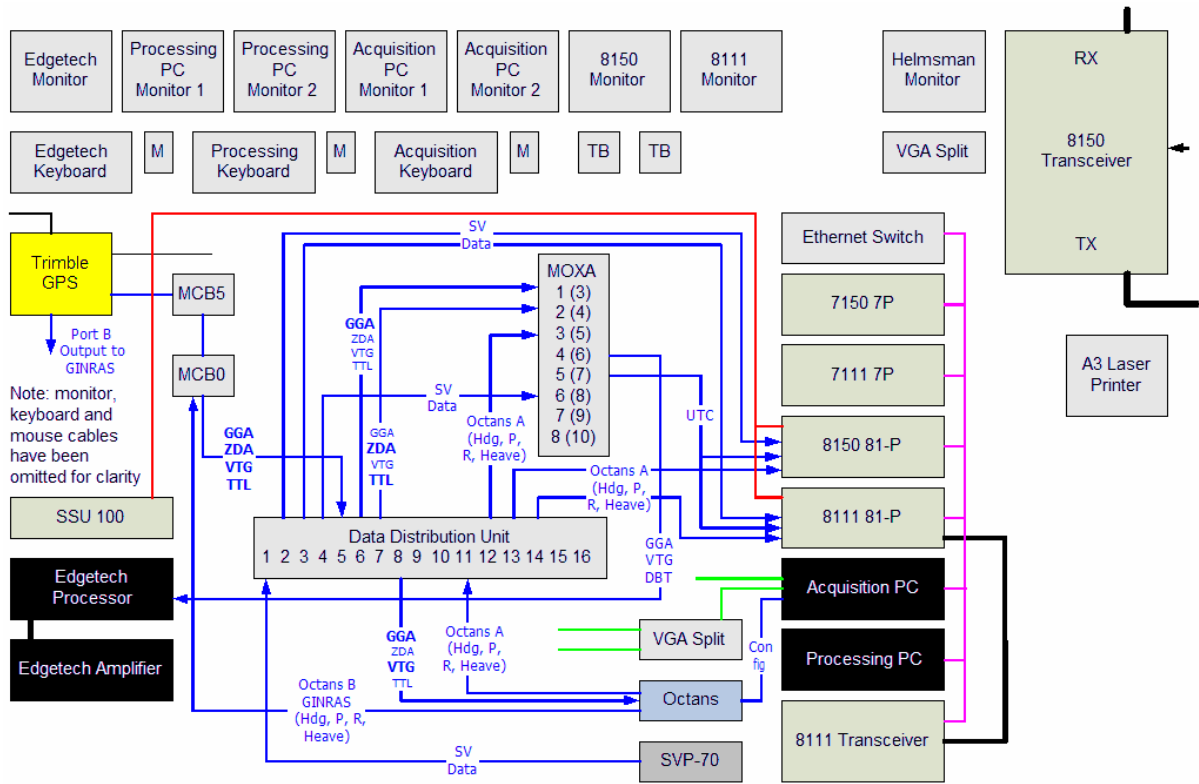 Edgetech
Monitor
Processing
PC
Monitor 1
Processing
PC
Monitor 2
Acquisition
PC
Monitor 1
Acquisition
PC
Monitor 2
8150
Monitor
8111
Monitor
Helmsman
Monitor
RX
8150
Transceiver
TX
Edgetech
Keyboard
M
Processing
Keyboard
M
Acquisition
Keyboard
M
TB
TB
VGA Split
Trimble
GPS
MCB5
Port B
Output to
GINRAS
MCB0
Note: monitor,
keyboard and
mouse cables
have been
omitted for clarity
SSU 100
GGA
ZDA
VTG
TTL
SV
Data
GGA
ZDA
VTG
TTL
GGA
ZDA
VTG
TTL
SV
Data
Octans A
(Hdg, P,
R, Heave)
MOXA
1 (3)
2 (4)
3 (5)
4 (6)
5 (7)
6 (8)
7 (9)
8 (10)
UTC
Octans A
(Hdg, P,
R, Heave)
Ethernet Switch
7150 7P
7111 7P
8150 81-P
8111 81-P
A3 Laser
Printer
Data Distribution Unit
1 2 3 4 5 6 7 8 9 10 11 12 13 14 15 16
GGA
VTG
DBT
Edgetech
Processor
Edgetech Amplifier
GGA
ZDA
VTG
TTL
Octans A
(Hdg, P,
R, Heave)
VGA Split
Con
fig
Acquisition PC
Processing PC
Octans B
GINRAS
(Hdg, P, R,
Heave)
Octans
SV
Data
SVP-70
8111 Transceiver